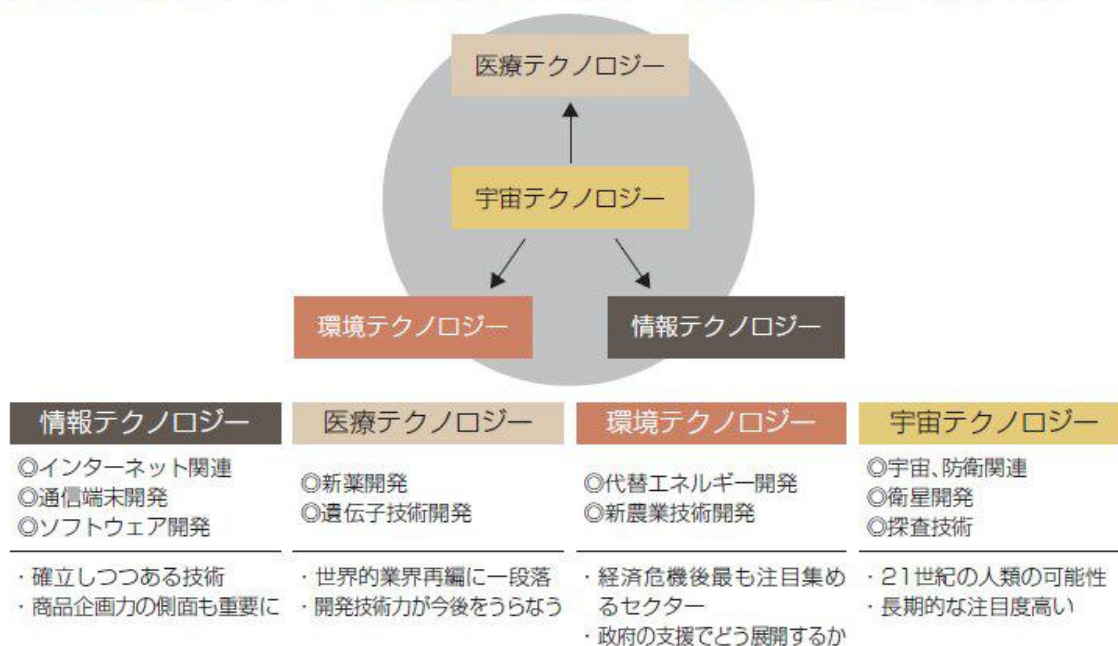 医療テクノロジー
宇宙テクノロジー
環境テクノロジー
情報テクノロジー
情報テクノロジー
◎インターネット関連
◎通信端末開発
◎ソフトウェア開発
・確立しつつある技術
・商品企画力の側面も重要に
医療テクノロジー
◎新薬開発
◎遺伝子技術開発
・世界的業界再編に一段落
・開発技術力が今後をうらなう
環境テクノロジー
◎代替エネルギー開発
◎新農業技術開発
・経済危機後最も注目集め
るセクター
・政府の支援でどう展開するか
宇宙テクノロジー
◎宇宙、防衛関連
◎衛星開発
◎探査技術
・21世紀の人類の可能性
・長期的な注目度高い